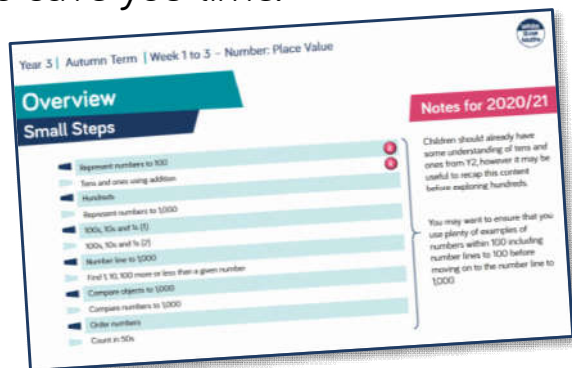 save you time.
Year 3 | Autumn Term | Week 1 to 3 – Number: Place Value
White
Rose
Maths
Overview
Small Steps
Notes for 2020/21
Represent numbers to 100
Tens and ones using addition
Hundreds
Represent numbers to 1,000
100s, 10s and 1s (1)
100s, 10s and 1s (2)
Number line to 1,000
Find 1, 10, 100 more or less than a given number
Compare objects to 1,000
Compare numbers to 1,000
Order numbers
Count in 50s
R
R
Children should already have
some understanding of tens and
ones from Y2, however it may be
useful to recap this content
before exploring hundreds.
You may want to ensure that you
use plenty of examples of
numbers within 100 including
number lines to 100 before
moving on to the number line to
1,000